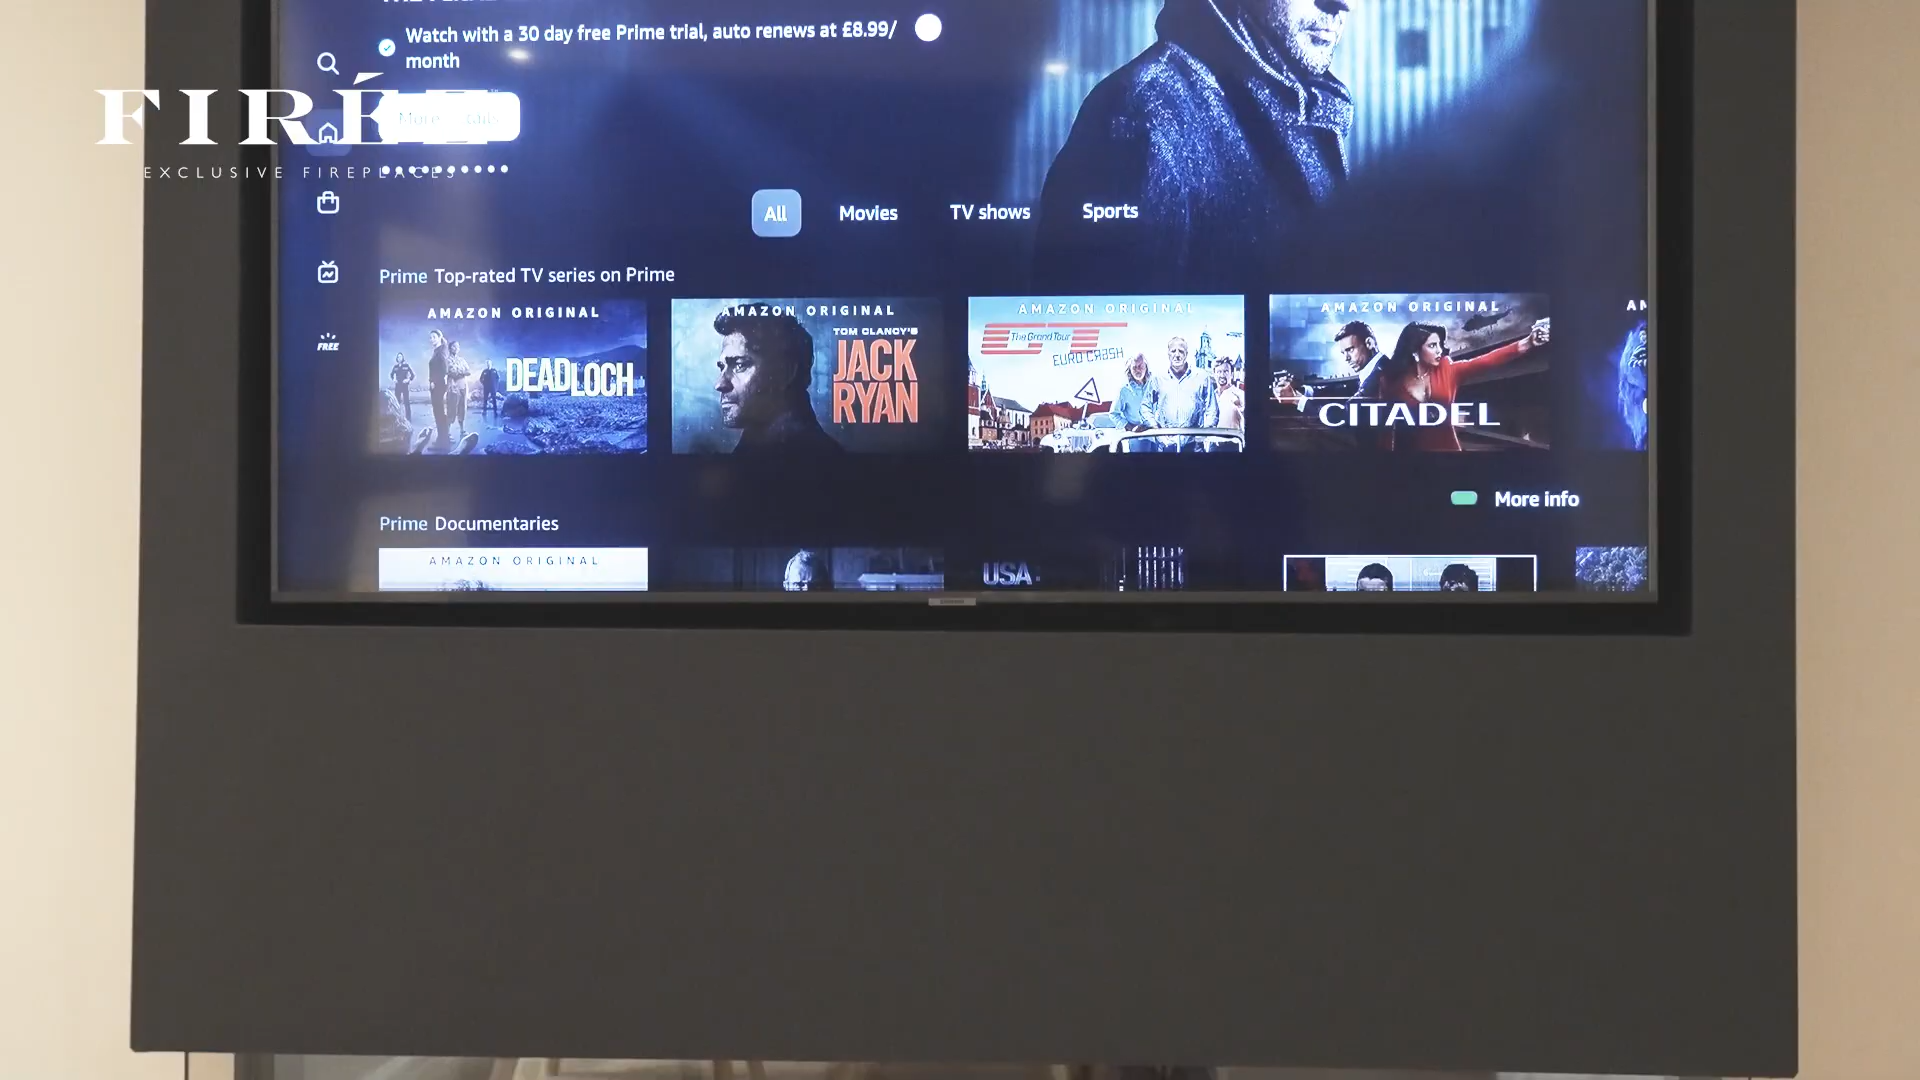 Watch with a 30 day free Prime trial, auto renews at £8.99/
month
EXCLUSIVE FIREPLACES
All
Movies
TV shows
Sports
Prime Top-rated TV series on Prime
AMAZON ORIGINAL
DEADLOCH
AMAZON ORIGINAL
TOM CLANCY'S
JACK
RYAN
AMAZON ORIGINAL
The Grand Tour
EURO CRASH
AMAZON ORIGINAL
CITADEL
FREE
More info
Prime Documentaries
AMAZON ORIGINAL
USA